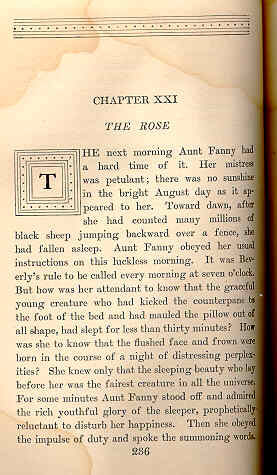 CHAPTER XXI
THE ROSE
THE next morning Aunt Fanny had
a hard time of it. Her mistress
was petulant; there was no sunshine
in the bright August day as it ap-
peared to her. Toward dawn, after
she had counted many millions of
black sheep jumping backward over a fence, she
had fallen asleep. Aunt Fanny obeyed her usual
instructions on this luckless morning. It was Bev-
erly's rule to be called every morning at seven o'clock.
But how was her attendant to know that the graceful
young creature who had kicked the counterpane to
the foot of the bed and had mauled the pillow out of
all shape, had slept for less than thirty minutes? How
was she to know that the flushed face and frown were
born in the course of a night of distressing perplex-
ities? She knew only that the sleeping beauty who lay
before her was the fairest creature in all the universe.
For some minutes Aunt Fanny stood off and admired
the rich youthful glory of the sleeper, prophetically
reluctant to disturb her happiness. Then she obeyed
the impulse of duty and spoke the summoning words.
236